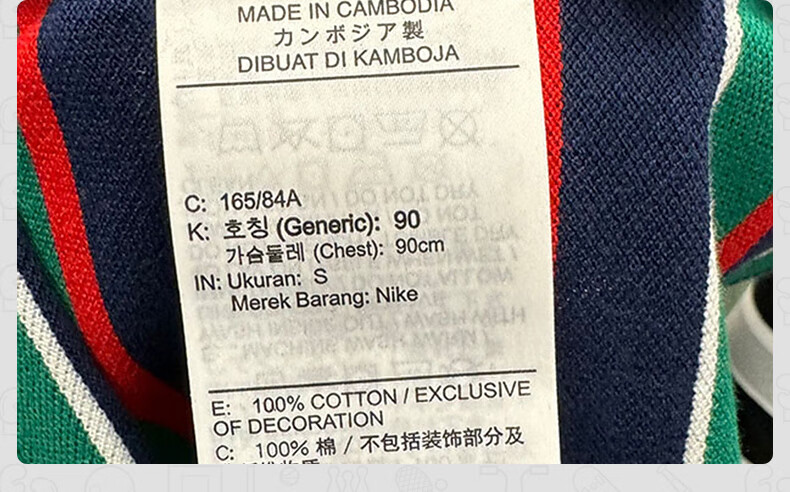 MADE IN CAMBODIA
カンボジア製
DIBUAT DI KAMBOJA
C: 165/84A
K: 호칭 (Generic): 90
가슴둘레 (Chest): 90cm
IN: Ukuran: S
Merek Barang: Nike
E: 100% COTTON / EXCLUSIVE
OF DECORATION
C: 100% 棉 / 不包括装饰部分及